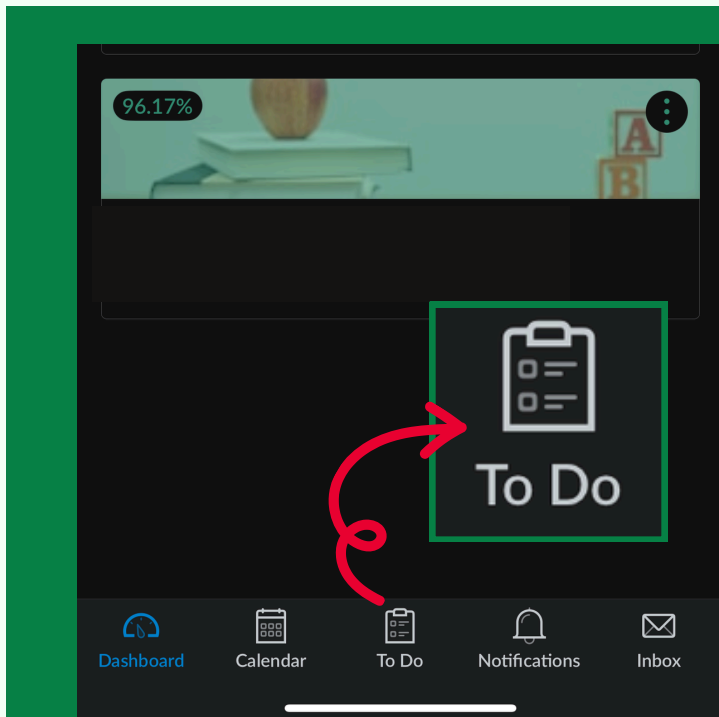 96.17%
A
B
To Do
Dashboard
Calendar
To Do
Notifications
Inbox